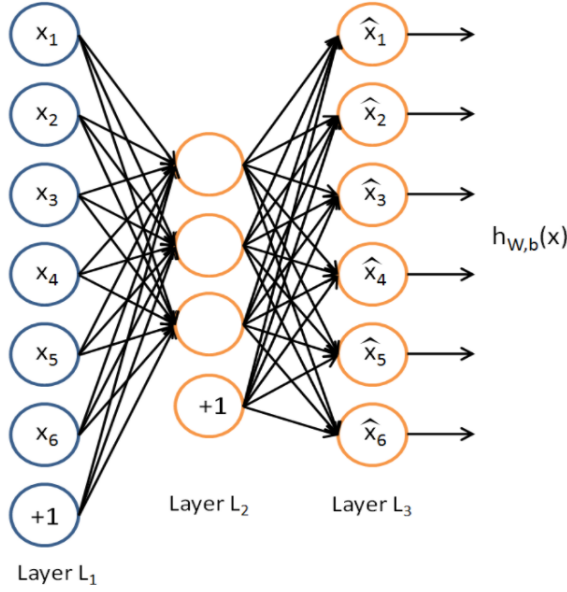 x₁
x₂
x₃
x₄
x₅
x₆
+1
Layer L₁
+1
Layer L₂
x̂₁
x̂₂
x̂₃
x̂₄
x̂₅
x̂₆
Layer L₃
h_W,b(x)